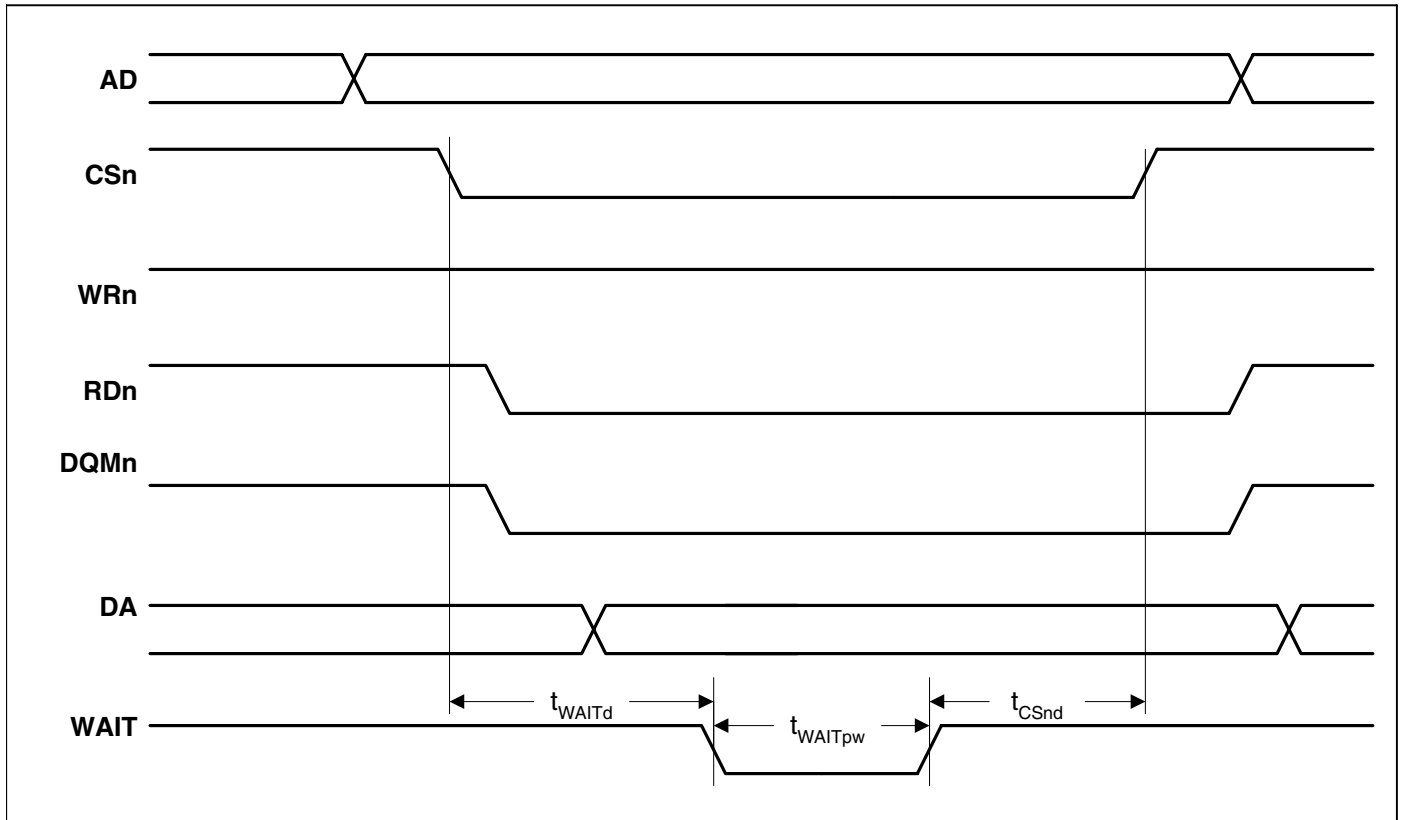 AD
CSn
WRn
RDn
DQMn
DA
tWAITd
tCSnd
WAIT
tWAITpw